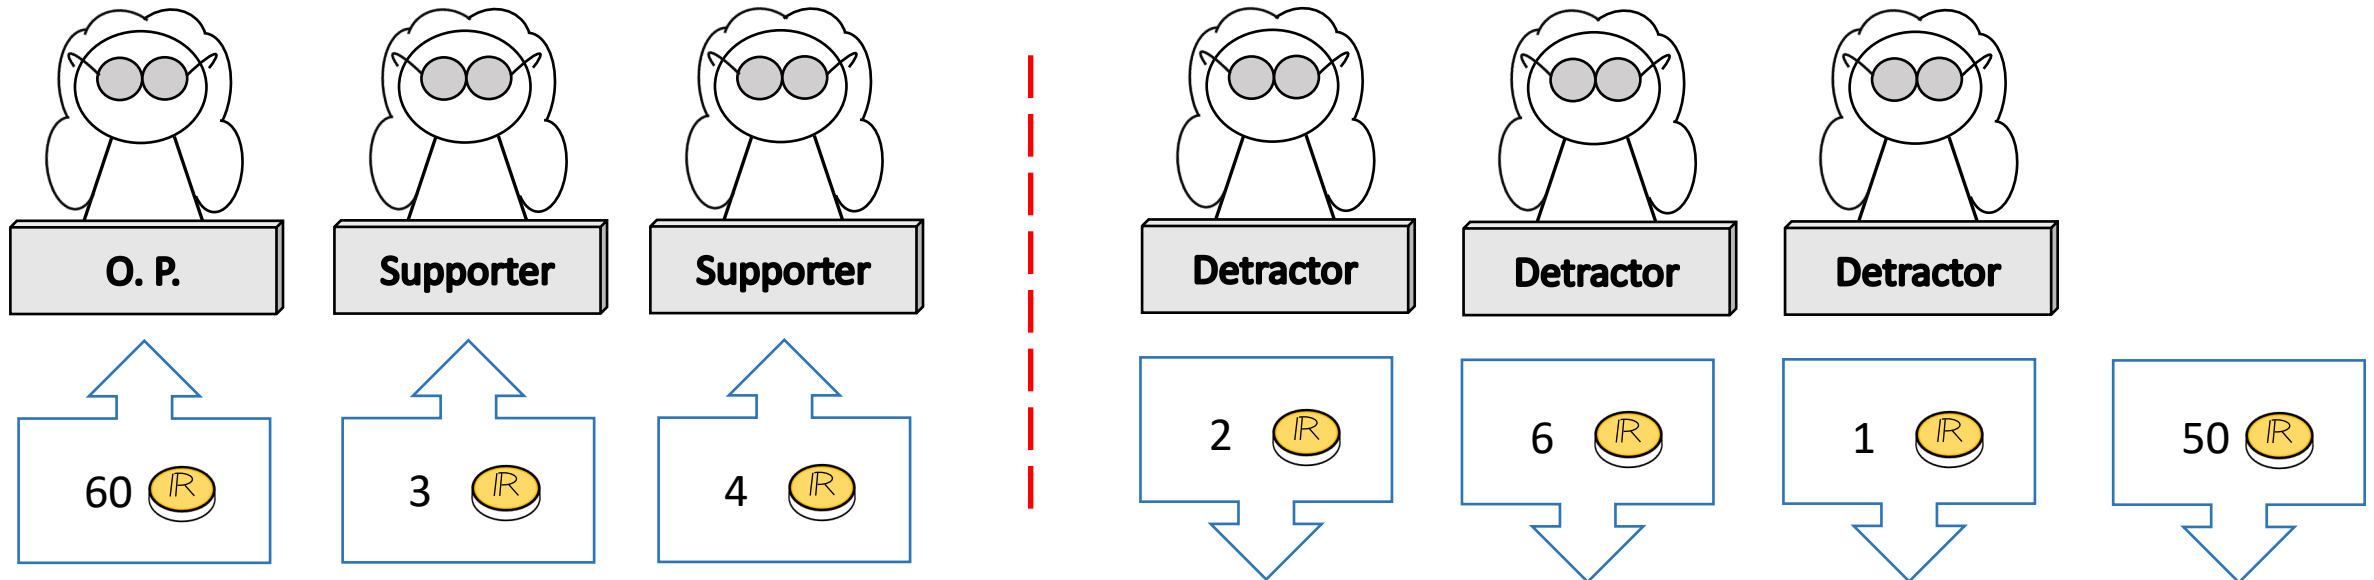 O. P.
Supporter
Supporter
Detractor
Detractor
Detractor
60 R
3 R
4 R
2 R
6 R
1 R
50 R